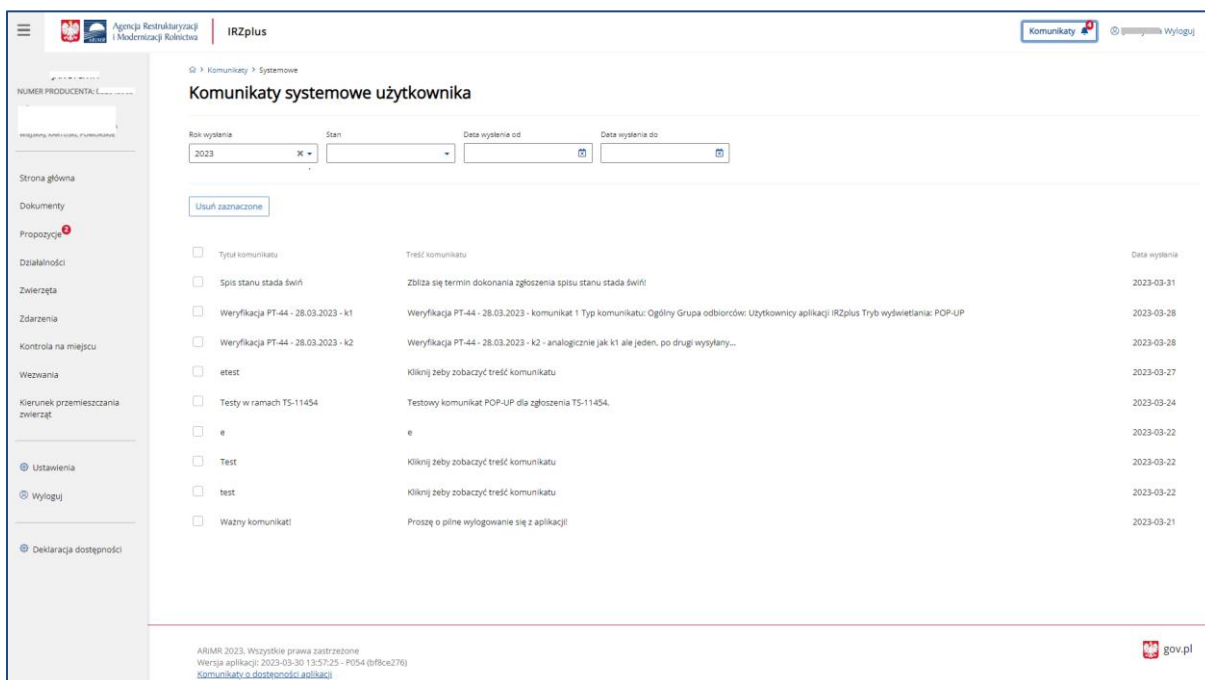 Agencja Restrukturyzacji
i Modernizacji Rolnictwa
IRZplus
Komunikaty 4
Wyloguj
NUMER PRODUCENTA:
Strona główna
Dokumenty
Propozycje 2
Działalności
Zwierzęta
Zdarzenia
Kontrola na miejscu
Wezwania
Kierunek przemieszczania
zwierząt
Ustawienia
Wyloguj
Deklaracja dostępności
Komunikaty > Systemowe
Komunikaty systemowe użytkownika
Rok wysłania Stan Data wysłania od Data wysłania do
2023
Usuń zaznaczone
Tytuł komunikatu Treść komunikatu Data wysłania
Spis stanu stada świń Zbliża się termin dokonania zgłoszenia spisu stanu stada świń! 2023-03-31
Weryfikacja PT-44 - 28.03.2023 - k1 Weryfikacja PT-44 - 28.03.2023 - komunikat 1 Typ komunikatu: Ogólny Grupa odbiorców: Użytkownicy aplikacji IRZplus Tryb wyświetlania: POP-UP 2023-03-28
Weryfikacja PT-44 - 28.03.2023 - k2 Weryfikacja PT-44 - 28.03.2023 - k2 - analogicznie jak k1 ale jeden, po drugi wysyłany... 2023-03-28
etest Kliknij żeby zobaczyć treść komunikatu 2023-03-27
Testy w ramach TS-11454 Testowy komunikat POP-UP dla zgłoszenia TS-11454. 2023-03-24
e e 2023-03-22
Test Kliknij żeby zobaczyć treść komunikatu 2023-03-22
test Kliknij żeby zobaczyć treść komunikatu 2023-03-22
Ważny komunikat! Proszę o pilne wylogowanie się z aplikacji! 2023-03-21
ARiMR 2023. Wszystkie prawa zastrzeżone
Wersja aplikacji: 2023-03-30 13:57:25 - P054 (bf8ce276)
Komunikaty o dostępności aplikacji
gov.pl